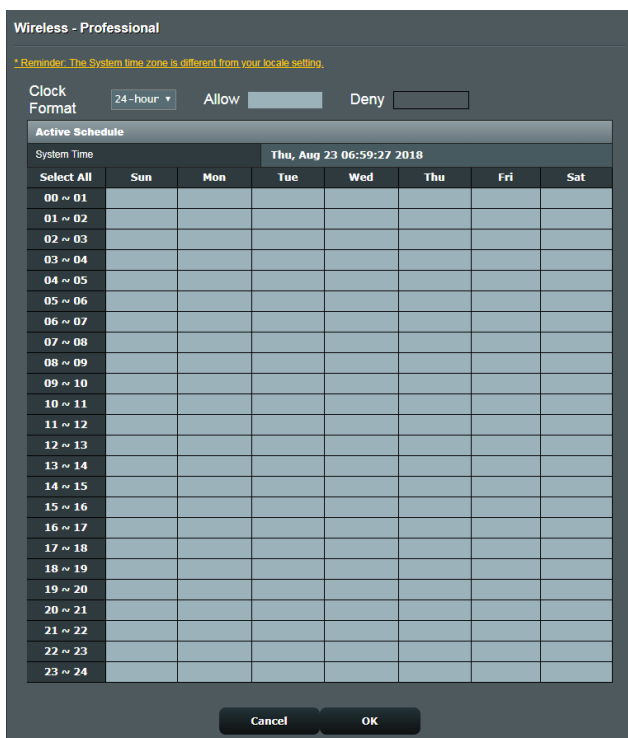 Wireless - Professional
* Reminder: The System time zone is different from your locale setting.
Clock Format 24-hour Allow Deny
Active Schedule
System Time Thu, Aug 23 06:59:27 2018
Select All Sun Mon Tue Wed Thu Fri Sat
00 ~ 01
01 ~ 02
02 ~ 03
03 ~ 04
04 ~ 05
05 ~ 06
06 ~ 07
07 ~ 08
08 ~ 09
09 ~ 10
10 ~ 11
11 ~ 12
12 ~ 13
13 ~ 14
14 ~ 15
15 ~ 16
16 ~ 17
17 ~ 18
18 ~ 19
19 ~ 20
20 ~ 21
21 ~ 22
22 ~ 23
23 ~ 24
Cancel OK